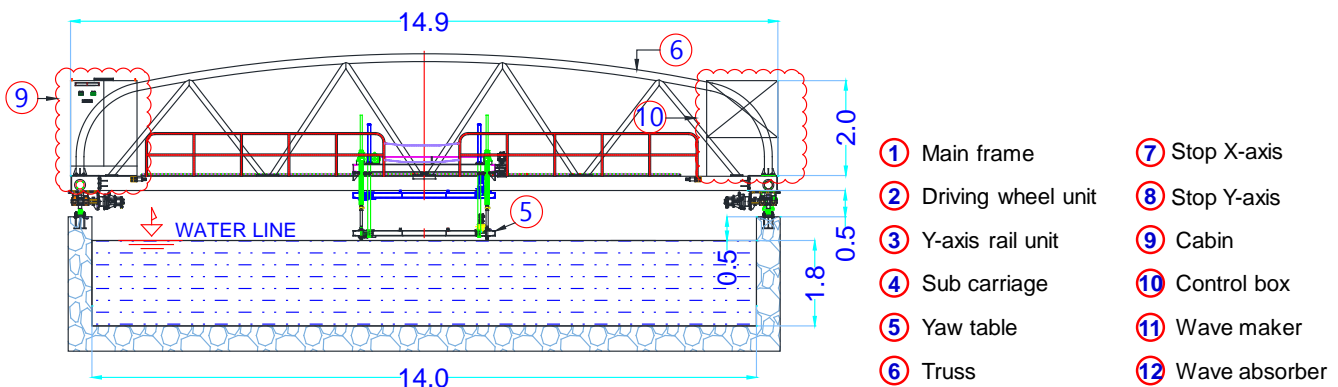 14.9
6
9
10
2.0
5
WATER LINE
0.5
0.5
1.8
14.0
1 Main frame
2 Driving wheel unit
3 Y-axis rail unit
4 Sub carriage
5 Yaw table
6 Truss
7 Stop X-axis
8 Stop Y-axis
9 Cabin
10 Control box
11 Wave maker
12 Wave absorber